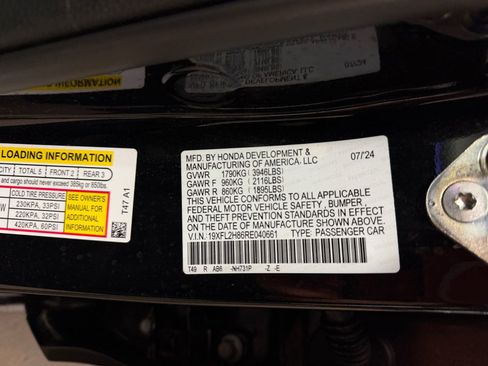 LOADING INFORMATION
CITY | TOTAL 5 | FRONT 2 | REAR 3
and cargo should never exceed 385kg or 850lbs.
COLD TIRE PRESSURE
230KPA, 33PSI
220KPA, 32PSI
420KPA, 60PSI
SEE OWNER'S
MANUAL FOR
ADDITIONAL
INFORMATION
T47 A1
MFD. BY HONDA DEVELOPMENT & 07/24
MANUFACTURING OF AMERICA, LLC
GVWR 1790KG (3946LBS)
GAWR F 960KG (2116LBS)
GAWR R 860KG (1895LBS)
THIS VEHICLE CONFORMS TO ALL APPLICABLE
FEDERAL MOTOR VEHICLE SAFETY , BUMPER ,
AND THEFT PREVENTION STANDARDS IN EFFECT
ON THE DATE OF MANUFACTURE SHOWN ABOVE.
V.I.N.: 19XFL2H86RE040661 TYPE: PASSENGER CAR
T49 R AB6 -NH731P -Z -E